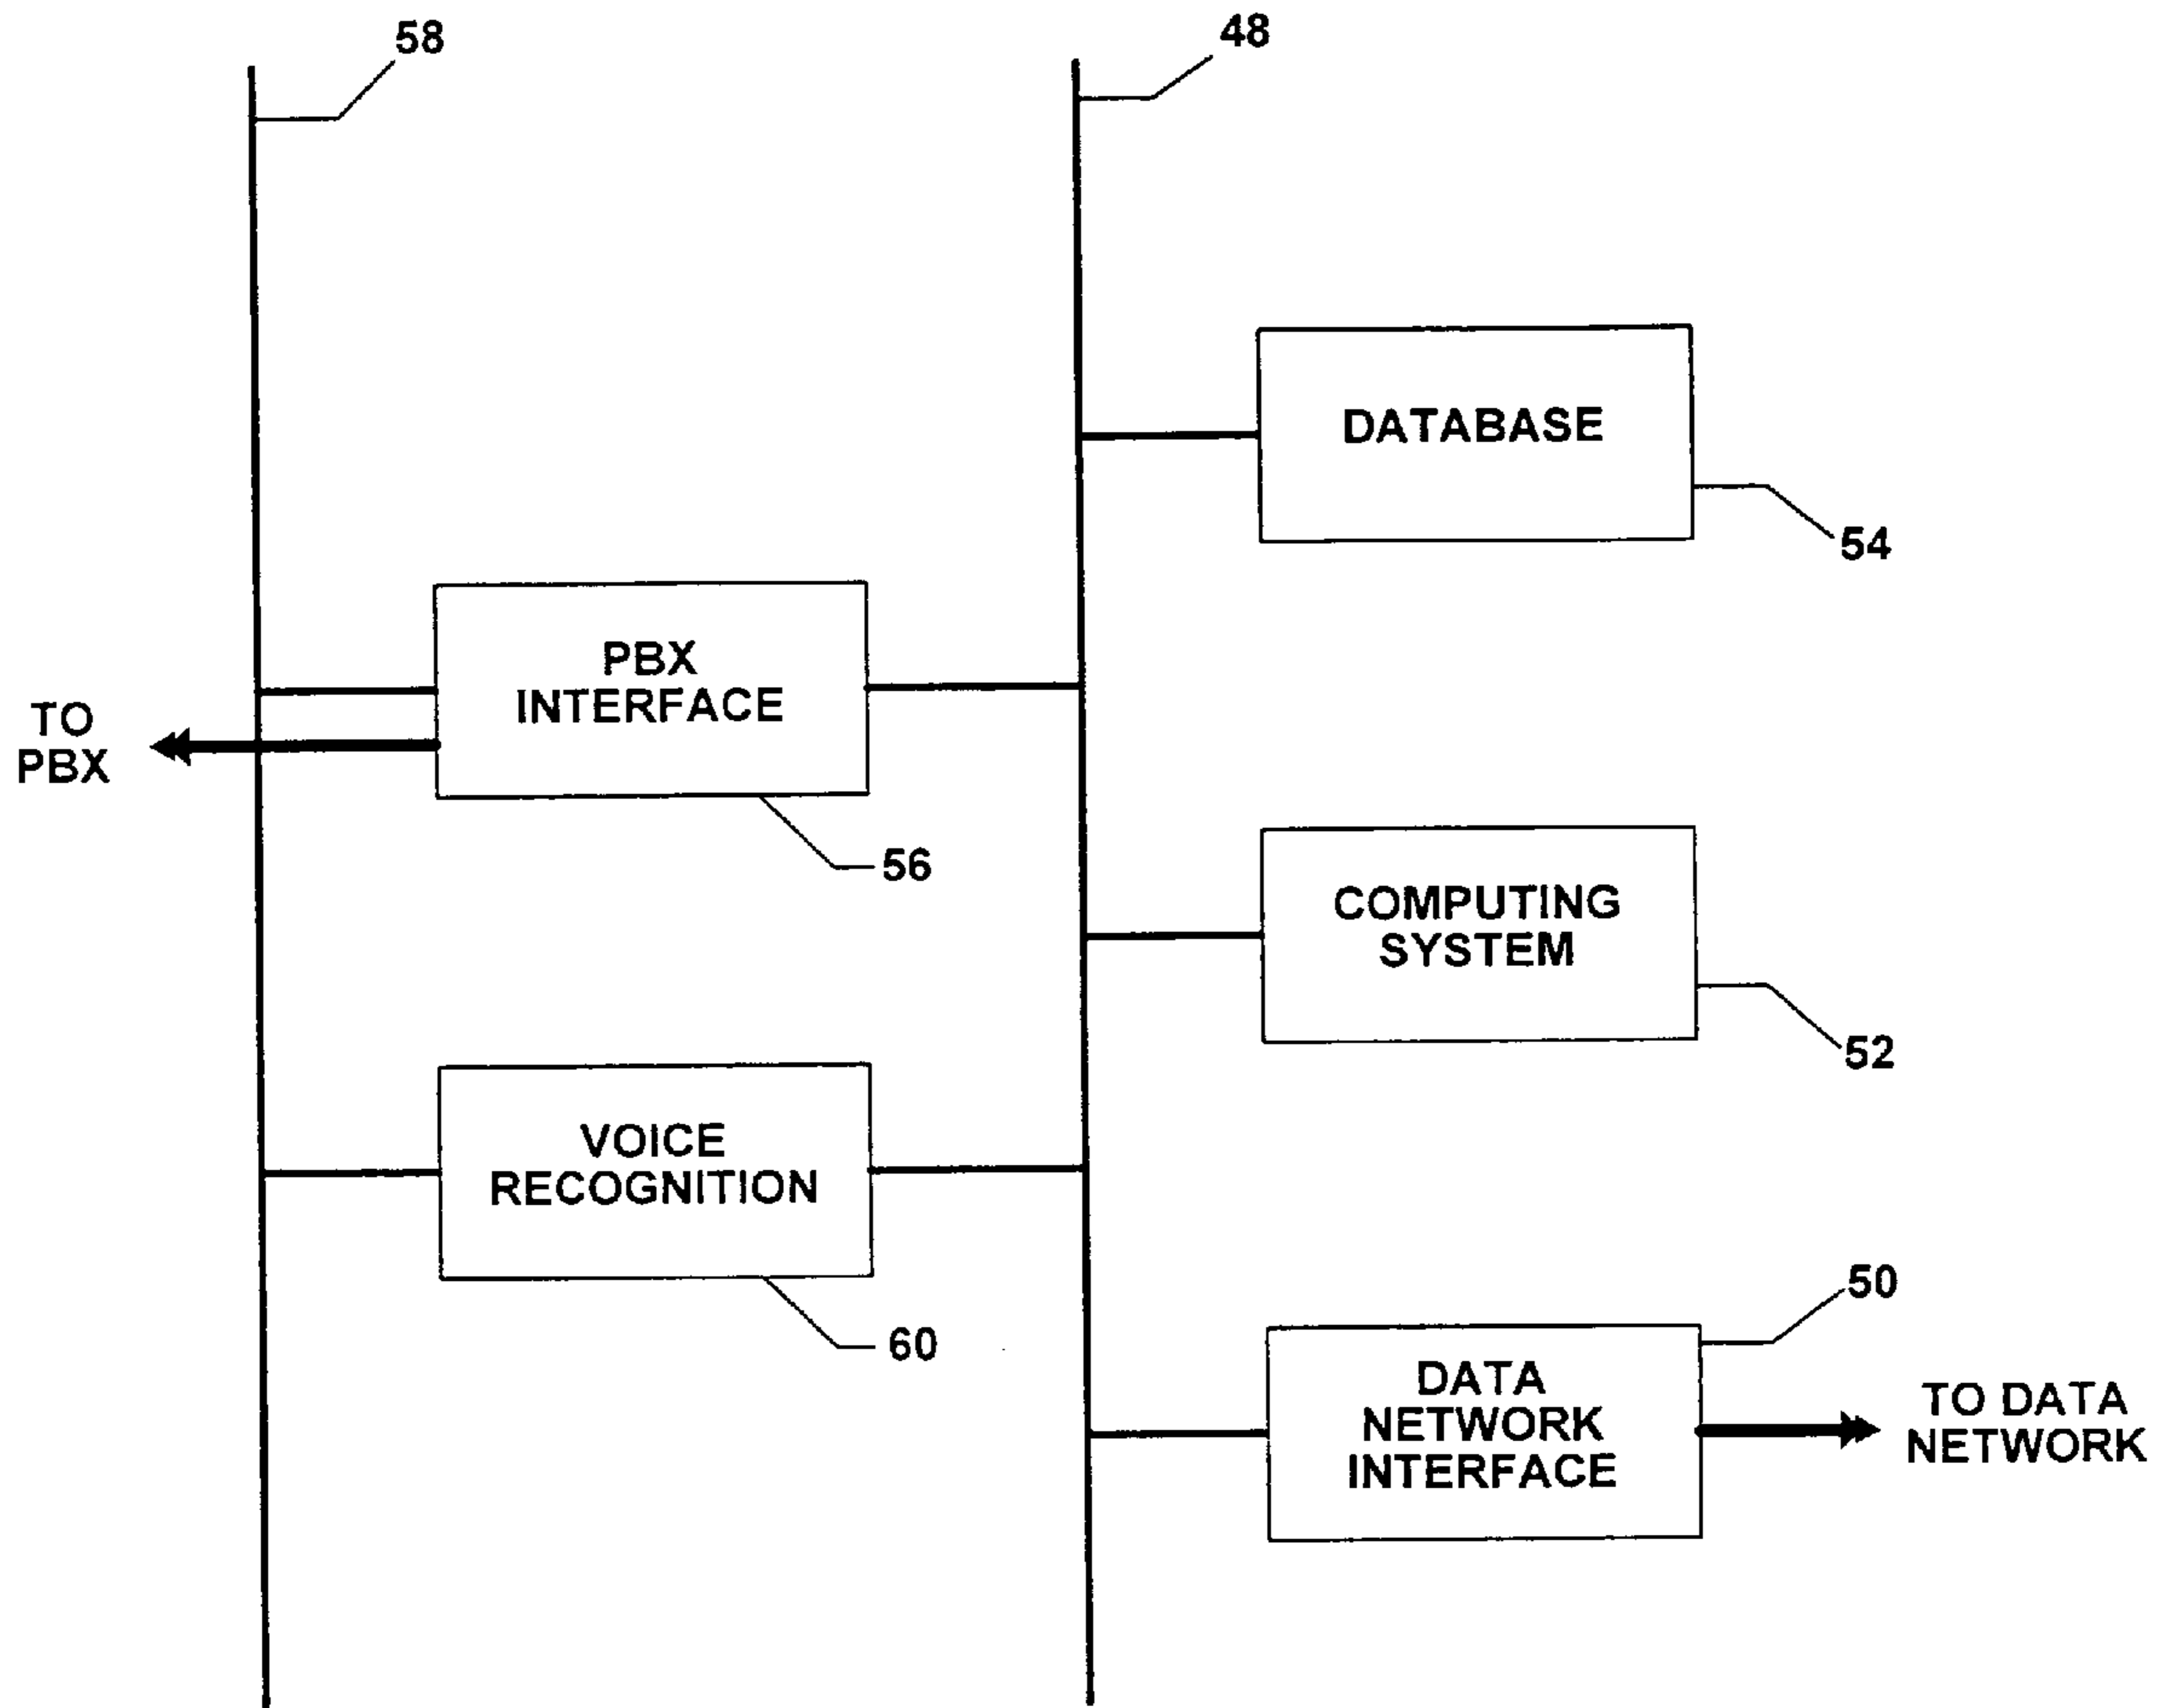 58
48
DATABASE
54
PBX
INTERFACE
TO
PBX
56
COMPUTING
SYSTEM
52
VOICE
RECOGNITION
60
50
DATA
NETWORK
INTERFACE
TO DATA
NETWORK